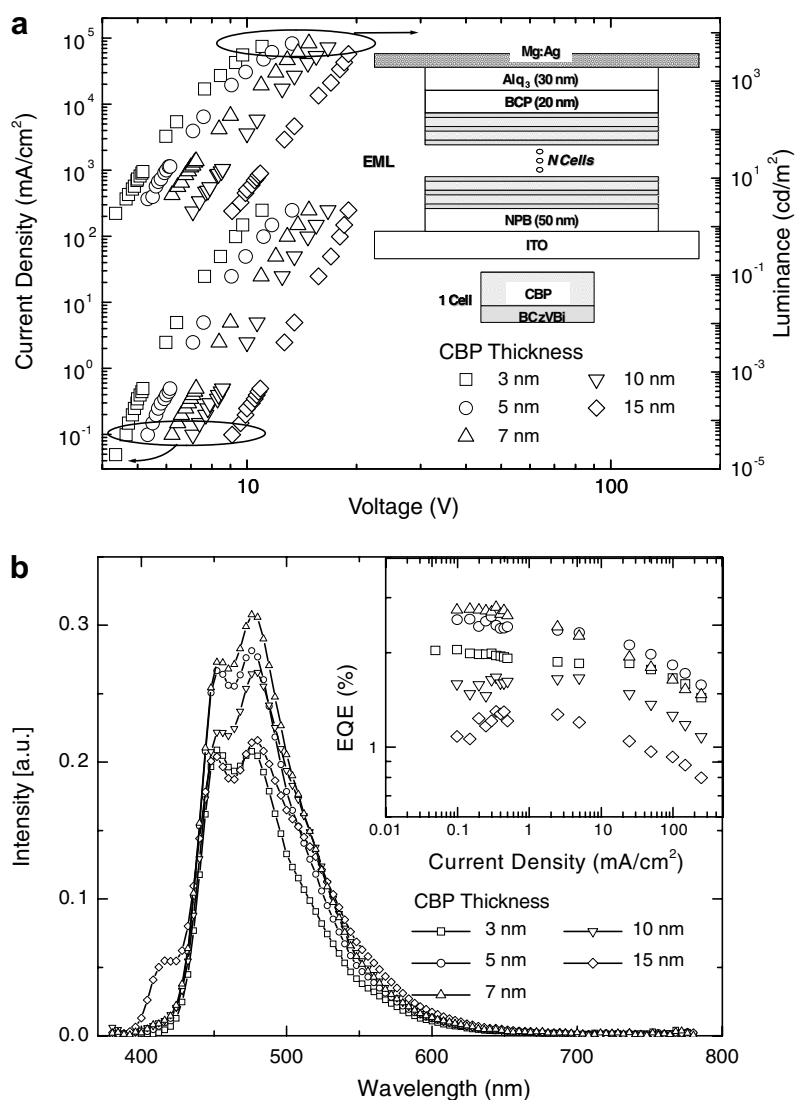 a
Current Density (mA/cm²)
10⁵
10⁴
10³
10²
10¹
10⁰
10⁻¹
10
100
Voltage (V)
10³
10¹
10⁻¹
10⁻³
10⁻⁵
Luminance (cd/m²)
Mg:Ag
Alq₃ (30 nm)
BCP (20 nm)
EML
N Cells
NPB (50 nm)
ITO
1 Cell
CBP
BCzVBi
CBP Thickness
3 nm
10 nm
5 nm
15 nm
7 nm
b
Intensity [a.u.]
0.3
0.2
0.1
0.0
400
500
600
700
800
Wavelength (nm)
EQE (%)
1
0.01
0.1
1
10
100
Current Density (mA/cm²)
CBP Thickness
3 nm
10 nm
5 nm
15 nm
7 nm